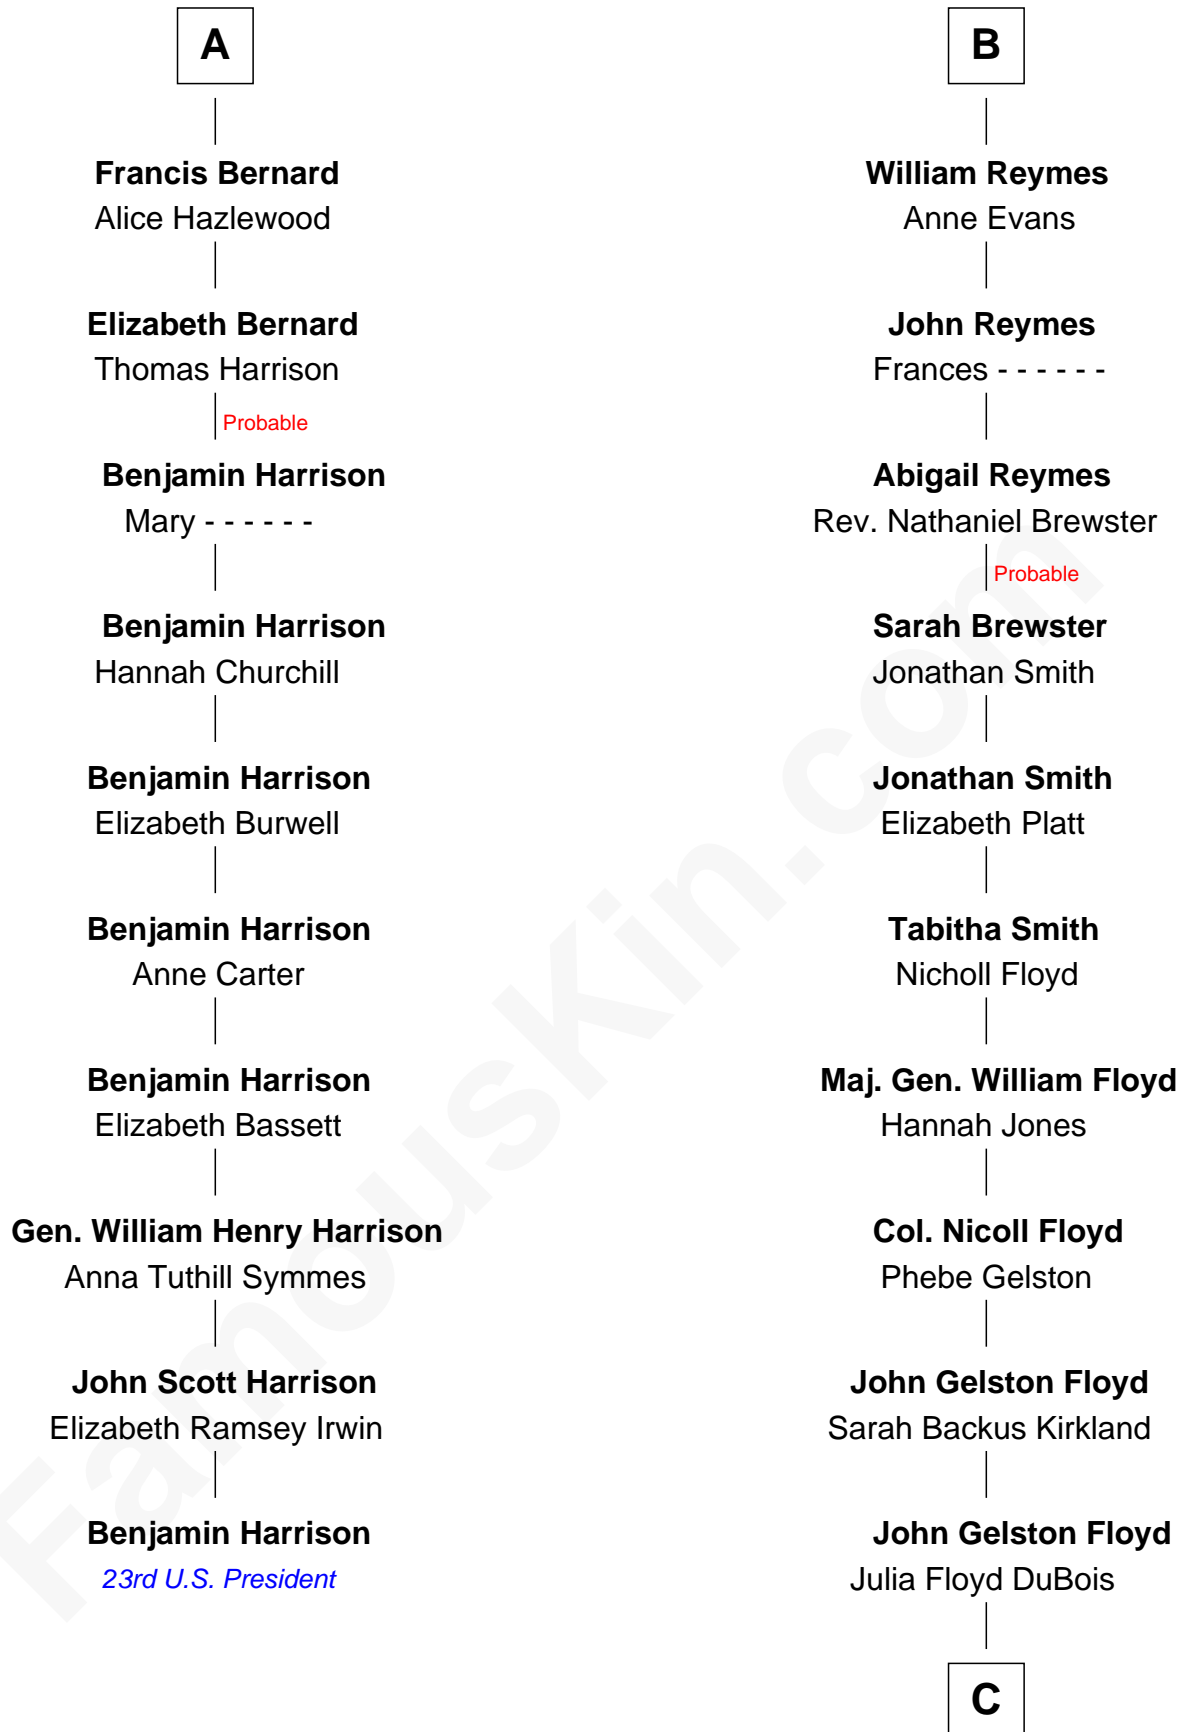 A
Francis Bernard
Alice Hazlewood
Elizabeth Bernard
Thomas Harrison
Probable
Benjamin Harrison
Mary - - - - - -
Benjamin Harrison
Hannah Churchill
Benjamin Harrison
Elizabeth Burwell
Benjamin Harrison
Anne Carter
Benjamin Harrison
Elizabeth Bassett
Gen. William Henry Harrison
Anna Tuthill Symmes
John Scott Harrison
Elizabeth Ramsey Irwin
Benjamin Harrison
23rd U.S. President
B
William Reymes
Anne Evans
John Reymes
Frances - - - - - -
Abigail Reymes
Rev. Nathaniel Brewster
Probable
Sarah Brewster
Jonathan Smith
Jonathan Smith
Elizabeth Platt
Tabitha Smith
Nicholl Floyd
Maj. Gen. William Floyd
Hannah Jones
Col. Nicoll Floyd
Phebe Gelston
John Gelston Floyd
Sarah Backus Kirkland
John Gelston Floyd
Julia Floyd DuBois
C
FamousKin.com